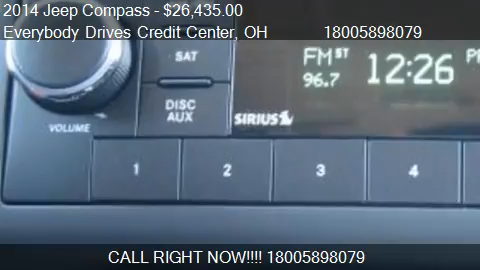 2014 Jeep Compass - $26,435.00
Everybody Drives Credit Center, OH 18005898079
SAT
FM ST 12:26
96.7
DISC
AUX
SIRIUS
VOLUME
1 2 3 4
CALL RIGHT NOW!!!! 18005898079